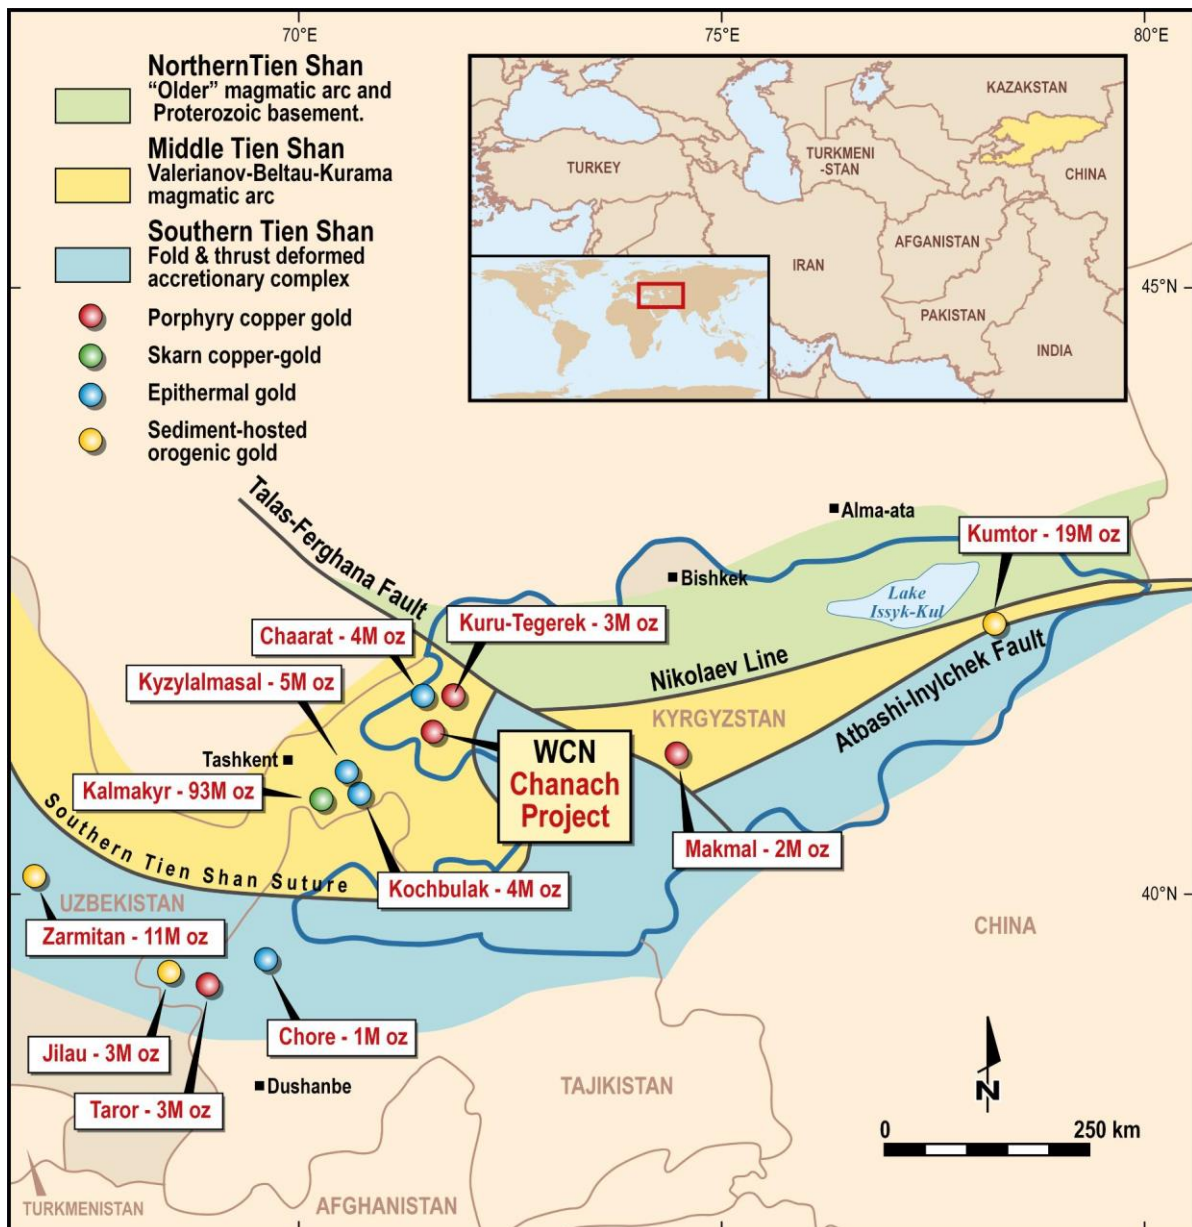 70°E
75°E
80°E
NorthernTien Shan
“Older” magmatic arc and
Proterozoic basement.
Middle Tien Shan
Valerianov-Beltau-Kurama
magmatic arc
Southern Tien Shan
Fold & thrust deformed
accretionary complex
Porphyry copper gold
Skarn copper-gold
Epithermal gold
Sediment-hosted
orogenic gold
KAZAKSTAN
TURKEY
TURKMENI
-STAN
CHINA
AFGANISTAN
IRAN
PAKISTAN
INDIA
45°N
Talas-Ferghana Fault
Alma-ata
Kumtor - 19M oz
Bishkek
Lake
Issyk-Kul
Chaarat - 4M oz
Kuru-Tegerek - 3M oz
Kyzylalmasal - 5M oz
Nikolaev Line
Atbashi-Inylchek Fault
KYRGYZSTAN
Tashkent
WCN
Chanach
Project
Kalmakyr - 93M oz
Southern Tien Shan Suture
Makmal - 2M oz
Kochbulak - 4M oz
40°N
UZBEKISTAN
Zarmitan - 11M oz
CHINA
Jilau - 3M oz
Chore - 1M oz
Taror - 3M oz
Dushanbe
TAJIKISTAN
N
0
250 km
TURKMENISTAN
AFGHANISTAN